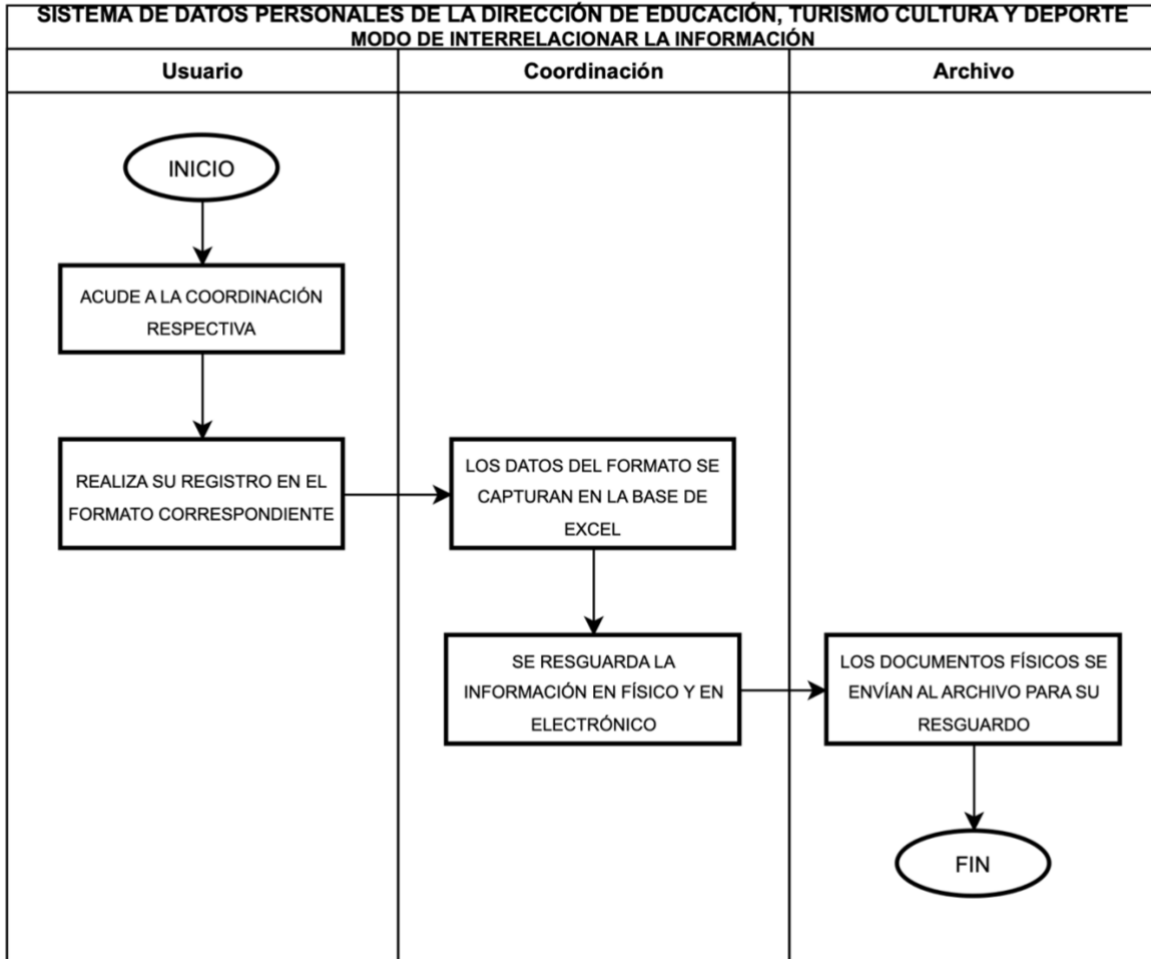 SISTEMA DE DATOS PERSONALES DE LA DIRECCIÓN DE EDUCACIÓN, TURISMO CULTURA Y DEPORTE
MODO DE INTERRELACIONAR LA INFORMACIÓN
Usuario
Coordinación
Archivo
INICIO
ACUDE A LA COORDINACIÓN
RESPECTIVA
REALIZA SU REGISTRO EN EL
FORMATO CORRESPONDIENTE
LOS DATOS DEL FORMATO SE
CAPTURAN EN LA BASE DE
EXCEL
SE RESGUARDA LA
INFORMACIÓN EN FÍSICO Y EN
ELECTRÓNICO
LOS DOCUMENTOS FÍSICOS SE
ENVÍAN AL ARCHIVO PARA SU
RESGUARDO
FIN